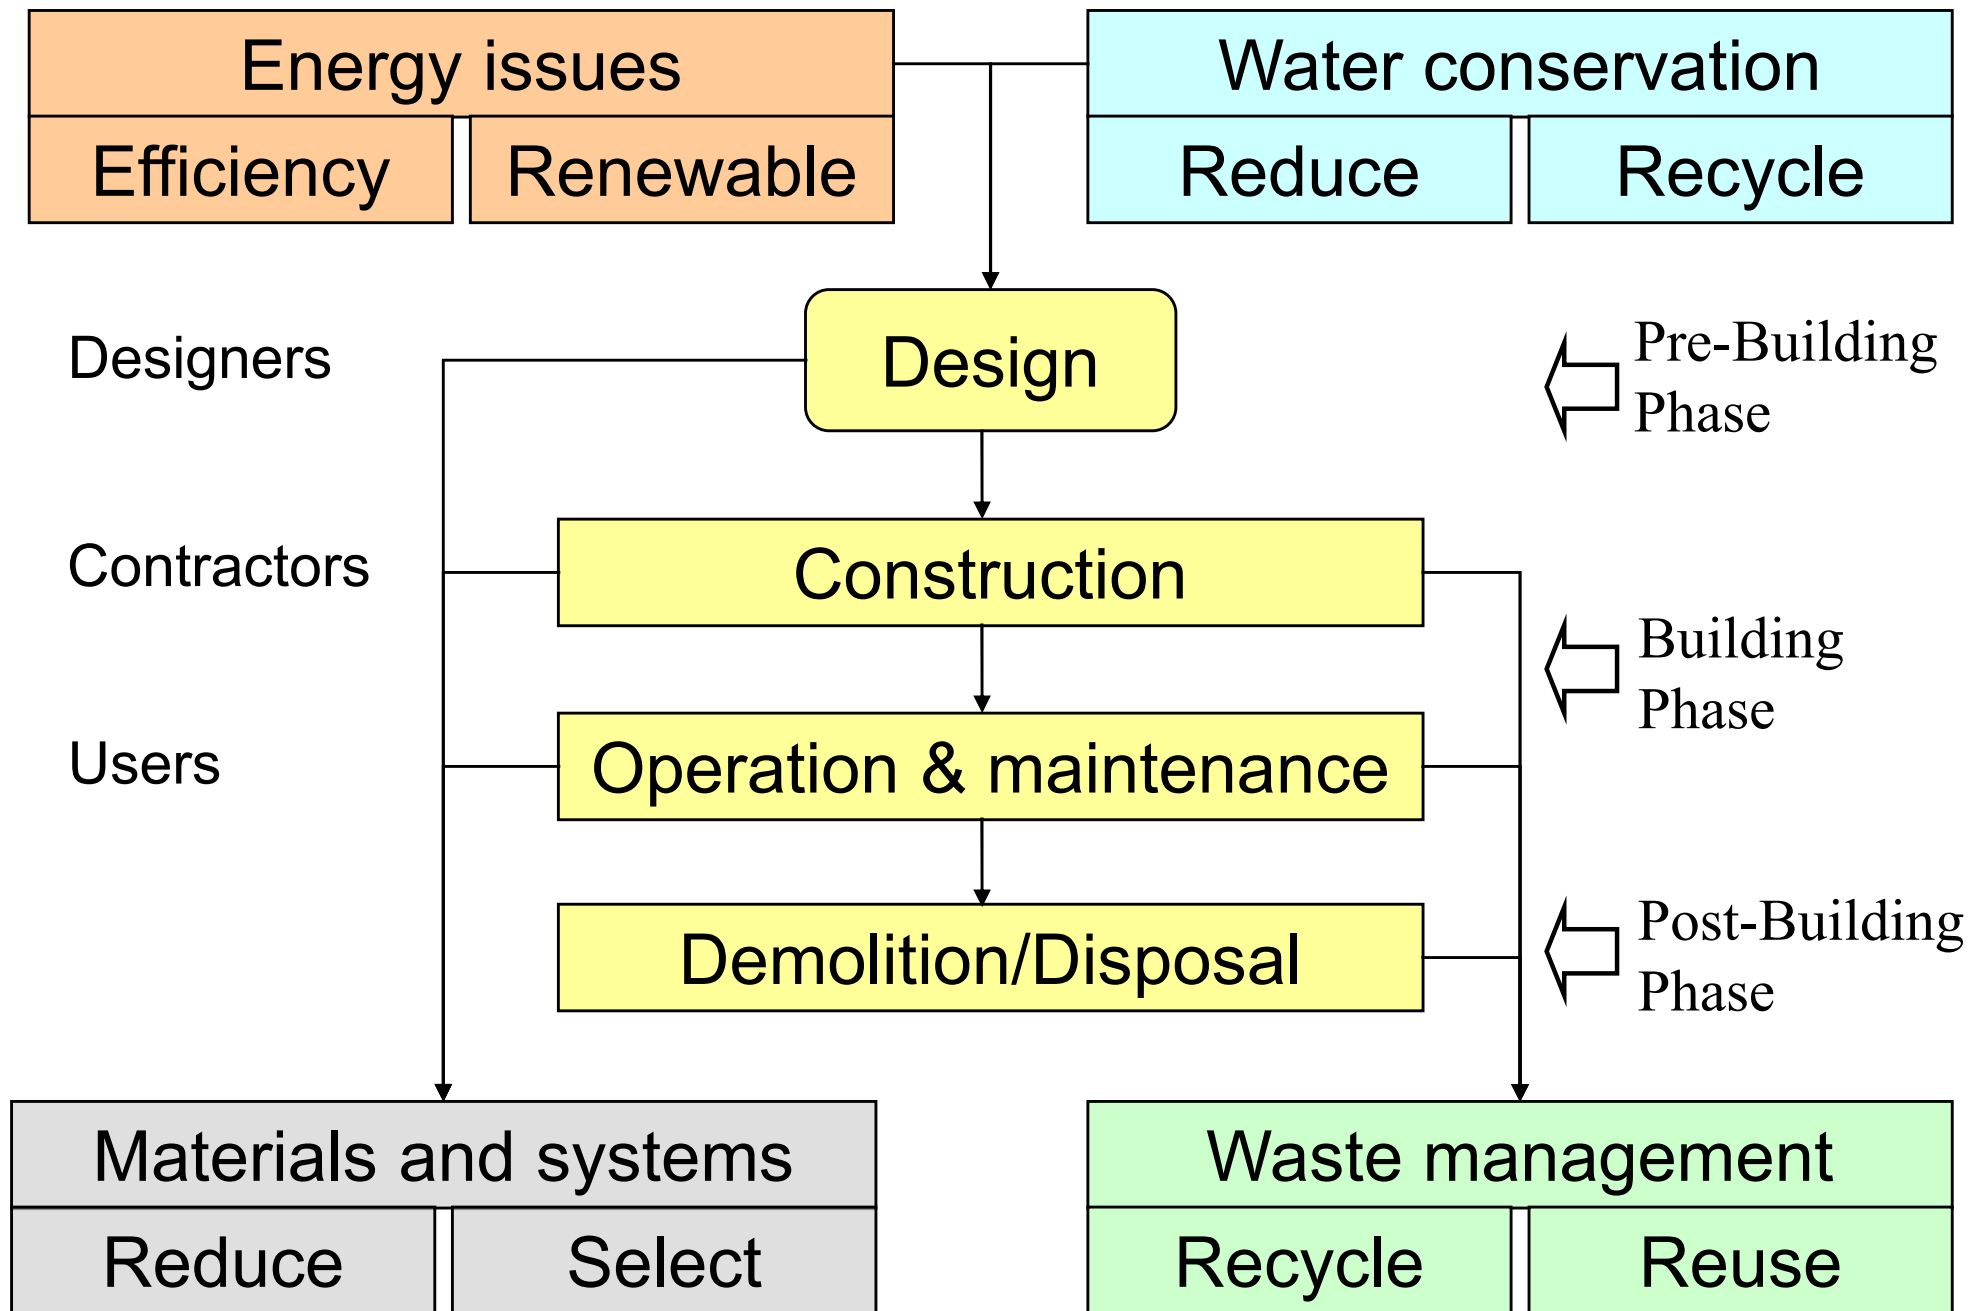 Energy issues
Water conservation
Efficiency
Renewable
Reduce
Recycle
Designers
Design
Pre-Building
Phase
Contractors
Construction
Building
Phase
Users
Operation & maintenance
Demolition/Disposal
Post-Building
Phase
Materials and systems
Waste management
Reduce
Select
Recycle
Reuse